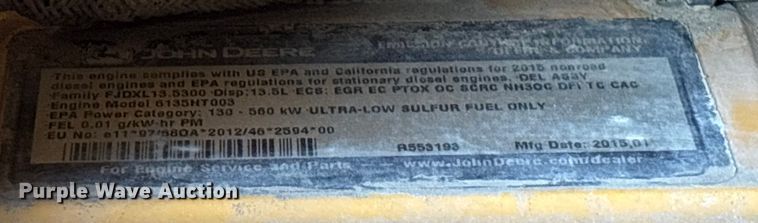 JOHN DEERE
EMISSION CONTROL INFORMATION
DEERE & COMPANY
This engine complies with US EPA and California regulations for 2015 nonroad
diesel engines and EPA regulations for stationary diesel engines. DEL ASSY
Family FJDXL13.5300 Disp:13.5L ECS: EGR EC PTOX OC SCRC NH3OC DFI TC CAC
Engine Model 6135HT003
EPA Power Category: 130 - 560 kW ULTRA-LOW SULFUR FUEL ONLY
FEL 0.01 g/kW-hr PM
EU No: e11*97/68QA*2012/46*2594*00
R553193 Mfg Date: 2015,01
For Engine Service and Parts www.JohnDeere.com/dealer
Purple Wave Auction